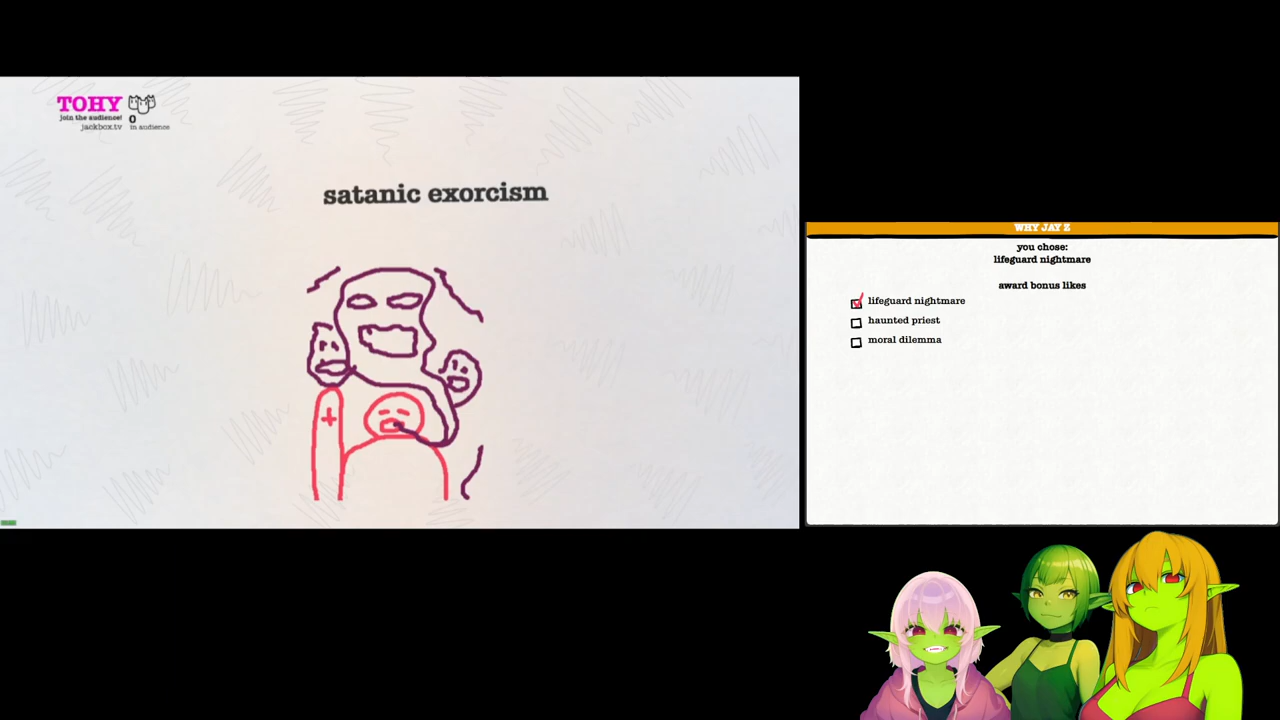 TOHY
join the audience!
jackbox.tv
0
in audience
satanic exorcism
WHY JAY Z
you chose:
lifeguard nightmare
award bonus likes
lifeguard nightmare
haunted priest
moral dilemma